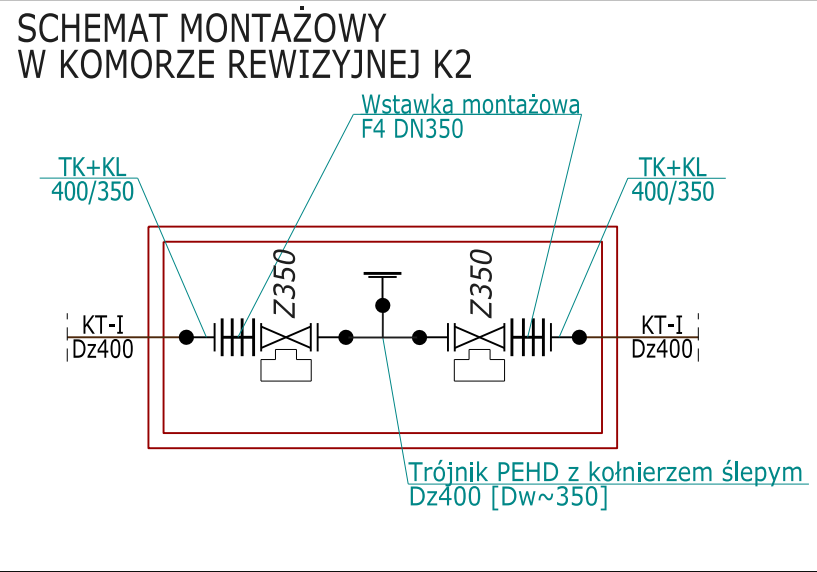 SCHEMAT MONTAŻOWY
W KOMORZE REWIZYJNEJ K2
Wstawka montażowa
F4 DN350
TK+KL
400/350
TK+KL
400/350
Z350
Z350
KT-I
Dz400
KT-I
Dz400
Trójnik PEHD z kołnierzem ślepym
Dz400 [Dw~350]